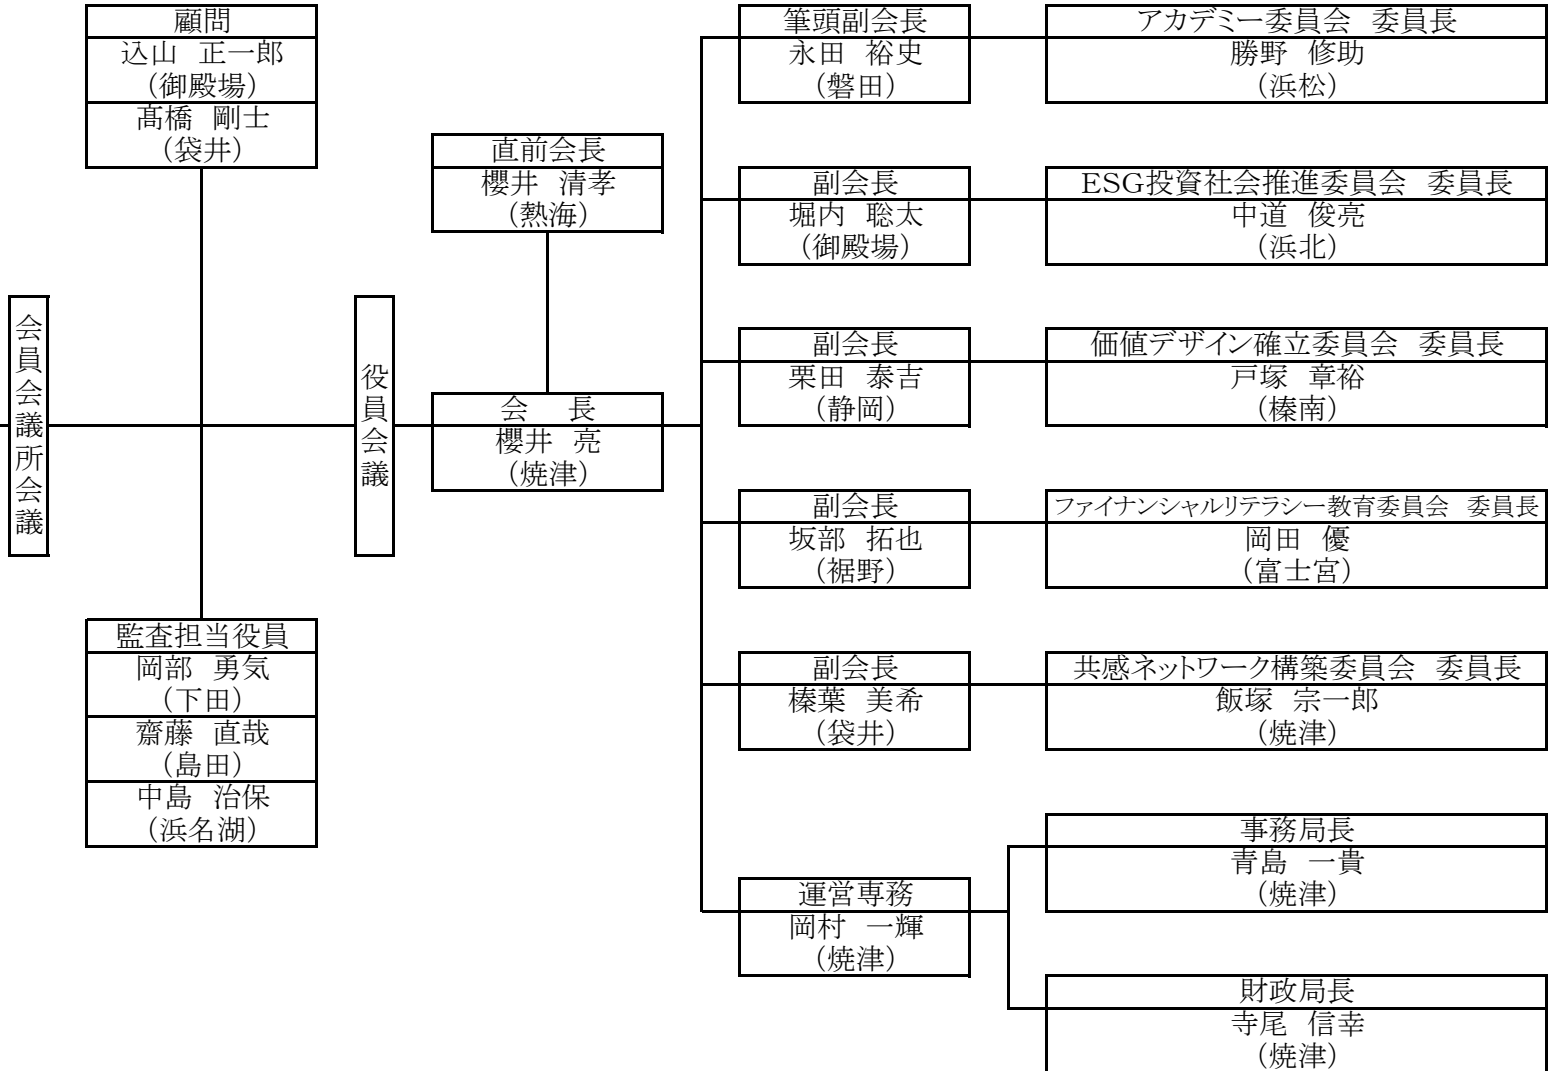 顧問
込山　正一郎
(御殿場)
髙橋　剛士
(袋井)
会員会議所会議
監査担当役員
岡部　勇気
(下田)
齋藤　直哉
(島田)
中島　治保
(浜名湖)
役員会議
直前会長
櫻井　清孝
(熱海)
会　長
櫻井　亮
(焼津)
筆頭副会長
永田　裕史
(磐田)
アカデミー委員会　委員長
勝野　修助
(浜松)
副会長
堀内　聡太
(御殿場)
ESG投資社会推進委員会　委員長
中道　俊亮
(浜北)
副会長
栗田　泰吉
(静岡)
価値デザイン確立委員会　委員長
戸塚　章裕
(榛南)
副会長
坂部　拓也
(裾野)
ファイナンシャルリテラシー教育委員会　委員長
岡田　優
(富士宮)
副会長
榛葉　美希
(袋井)
共感ネットワーク構築委員会　委員長
飯塚　宗一郎
(焼津)
運営専務
岡村　一輝
(焼津)
事務局長
青島　一貴
(焼津)
財政局長
寺尾　信幸
(焼津)